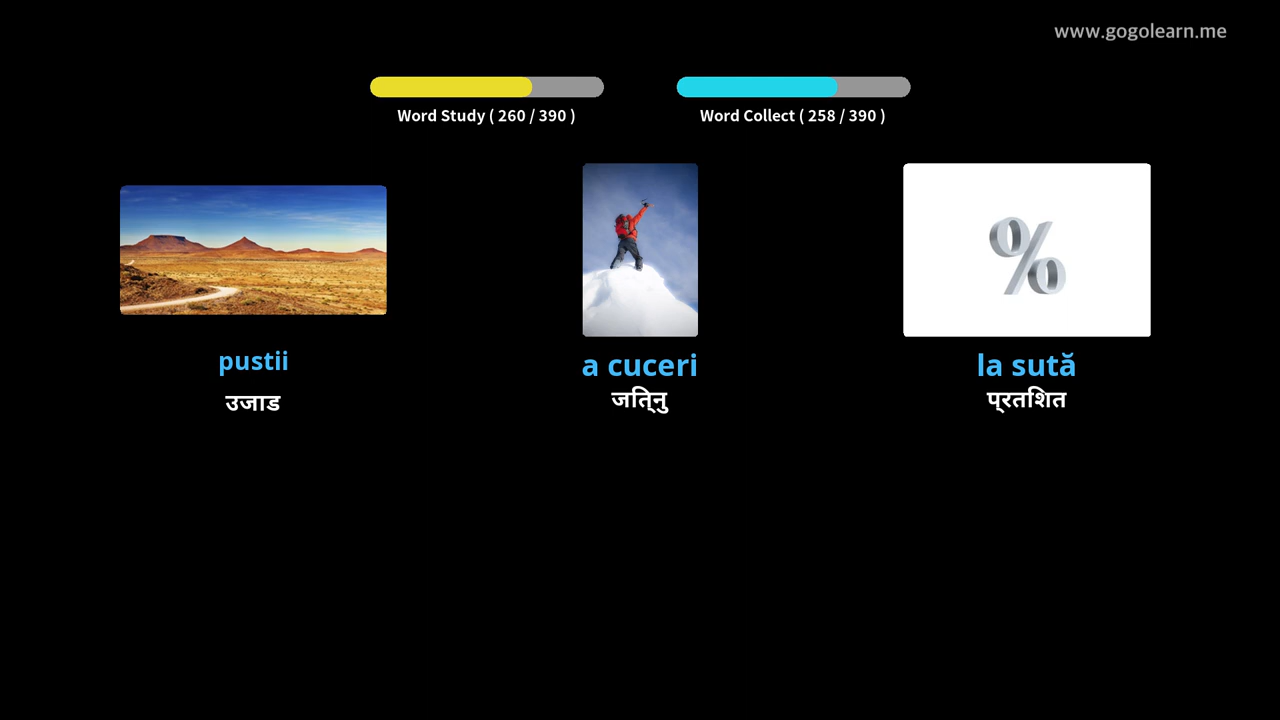 www.gogolearn.me
Word Study ( 260 / 390 )
Word Collect ( 258 / 390 )
pustii
a cuceri
la sută
उजाड
जित्नु
प्रतिशत